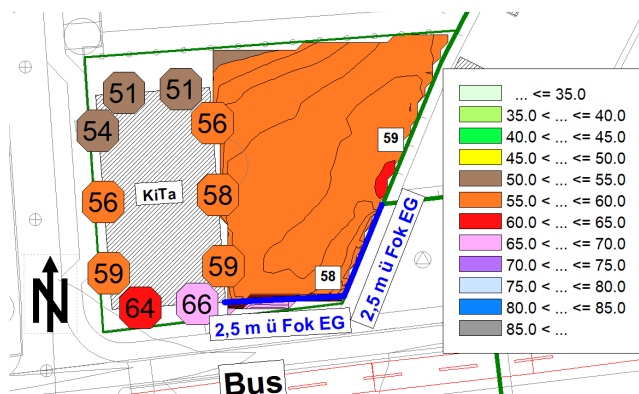 51
51
54
56
59
KiTa
56
58
58
59
59
64
66
2,5 m ü Fok EG
2,5 m ü Fok EG
N
Bus
... <= 35.0
35.0 < ... <= 40.0
40.0 < ... <= 45.0
45.0 < ... <= 50.0
50.0 < ... <= 55.0
55.0 < ... <= 60.0
60.0 < ... <= 65.0
65.0 < ... <= 70.0
70.0 < ... <= 75.0
75.0 < ... <= 80.0
80.0 < ... <= 85.0
85.0 < ...